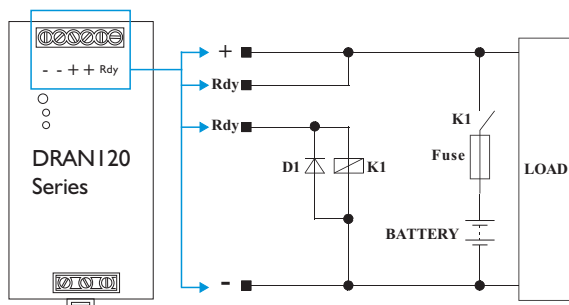 - - + + Rdy
DRAN120
Series
+
Rdy
Rdy
D1
K1
-
K1
Fuse
BATTERY
LOAD